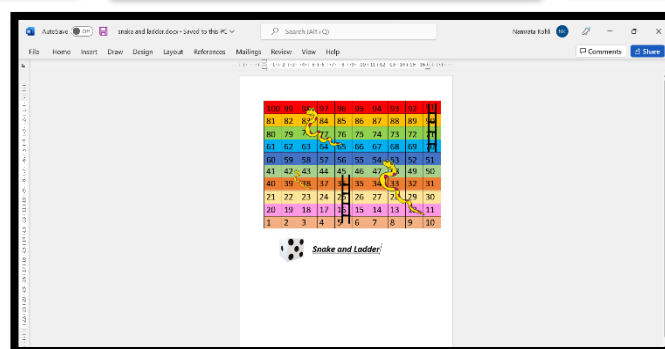 AutoSave Off snake and ladder.docx • Saved to this PC Search (Alt+Q) Namrata Kohli NK
File Home Insert Draw Design Layout References Mailings Review View Help Comments Share
100 99 97 96 95 94 93 92
81 82 84 85 86 87 88 89
80 79 76 75 74 73 72
61 62 63 66 67 68 69
60 59 58 57 56 55 54 53 52 51
41 42 43 44 45 46 47 49 50
40 39 38 37 35 34 33 32 31
21 22 23 24 25 26 27 29 30
20 19 18 17 16 15 14 13 11
1 2 3 4 5 6 7 8 9 10
Snake and Ladder